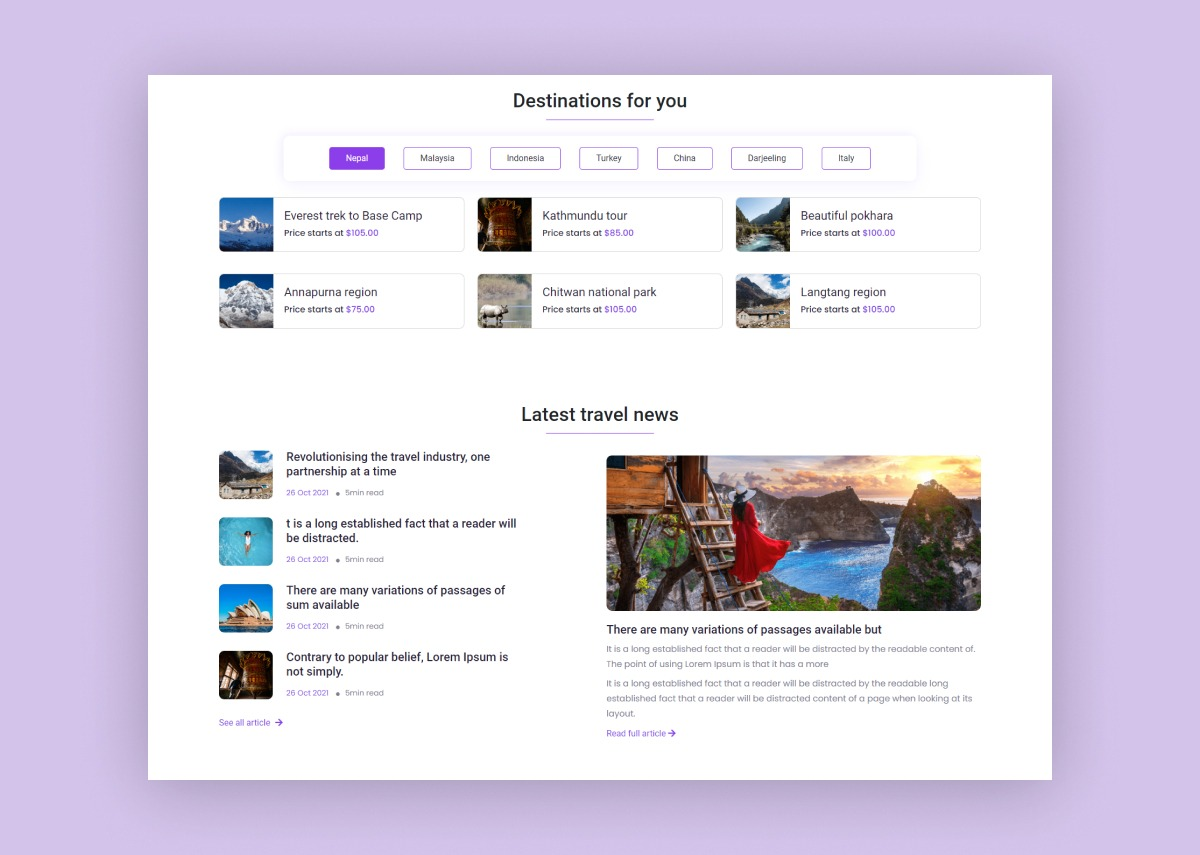 Destinations for you
Nepal Malaysia Indonesia Turkey China Darjeeling Italy
Everest trek to Base Camp
Price starts at $105.00
Kathmundu tour
Price starts at $85.00
Beautiful pokhara
Price starts at $100.00
Annapurna region
Price starts at $75.00
Chitwan national park
Price starts at $105.00
Langtang region
Price starts at $105.00
Latest travel news
Revolutionising the travel industry, one
partnership at a time
26 Oct 2021 ● 5min read
t is a long established fact that a reader will
be distracted.
26 Oct 2021 ● 5min read
There are many variations of passages of
sum available
26 Oct 2021 ● 5min read
Contrary to popular belief, Lorem Ipsum is
not simply.
26 Oct 2021 ● 5min read
See all article →
There are many variations of passages available but
It is a long established fact that a reader will be distracted by the readable content of.
The point of using Lorem Ipsum is that it has a more
It is a long established fact that a reader will be distracted by the readable long
established fact that a reader will be distracted content of a page when looking at its
layout.
Read full article →